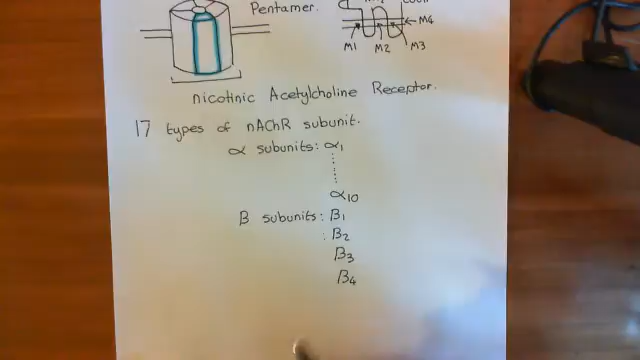 Pentamer.
M4
M1 M2 M3
nicotinic Acetylcholine Receptor.
17 types of nAChR subunit.
α subunits: α1
α10
β subunits: β1
: β2
β3
β4